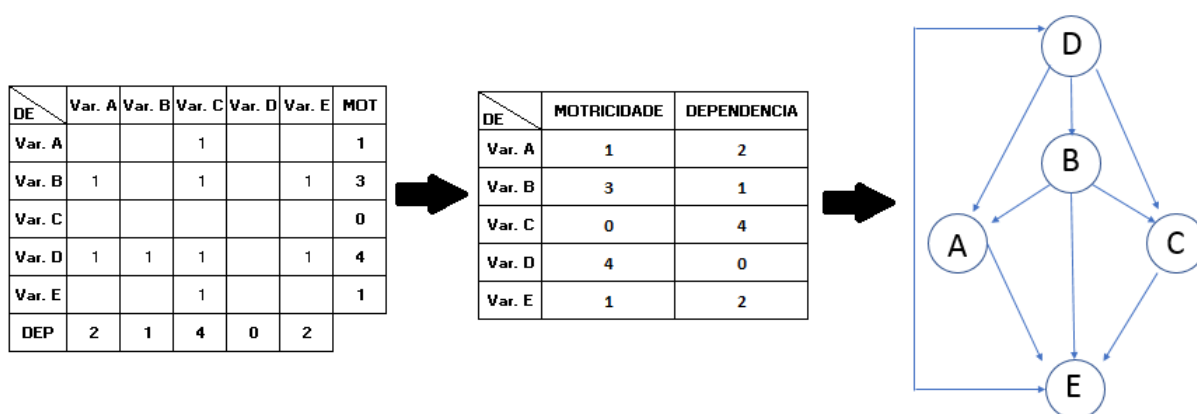 DE Var. A Var. B Var. C Var. D Var. E MOT
Var. A 1 1
Var. B 1 1 1 3
Var. C 0
Var. D 1 1 1 1 4
Var. E 1 1
DEP 2 1 4 0 2
DE MOTRICIDADE DEPENDENCIA
Var. A 1 2
Var. B 3 1
Var. C 0 4
Var. D 4 0
Var. E 1 2
D
B
A C
E